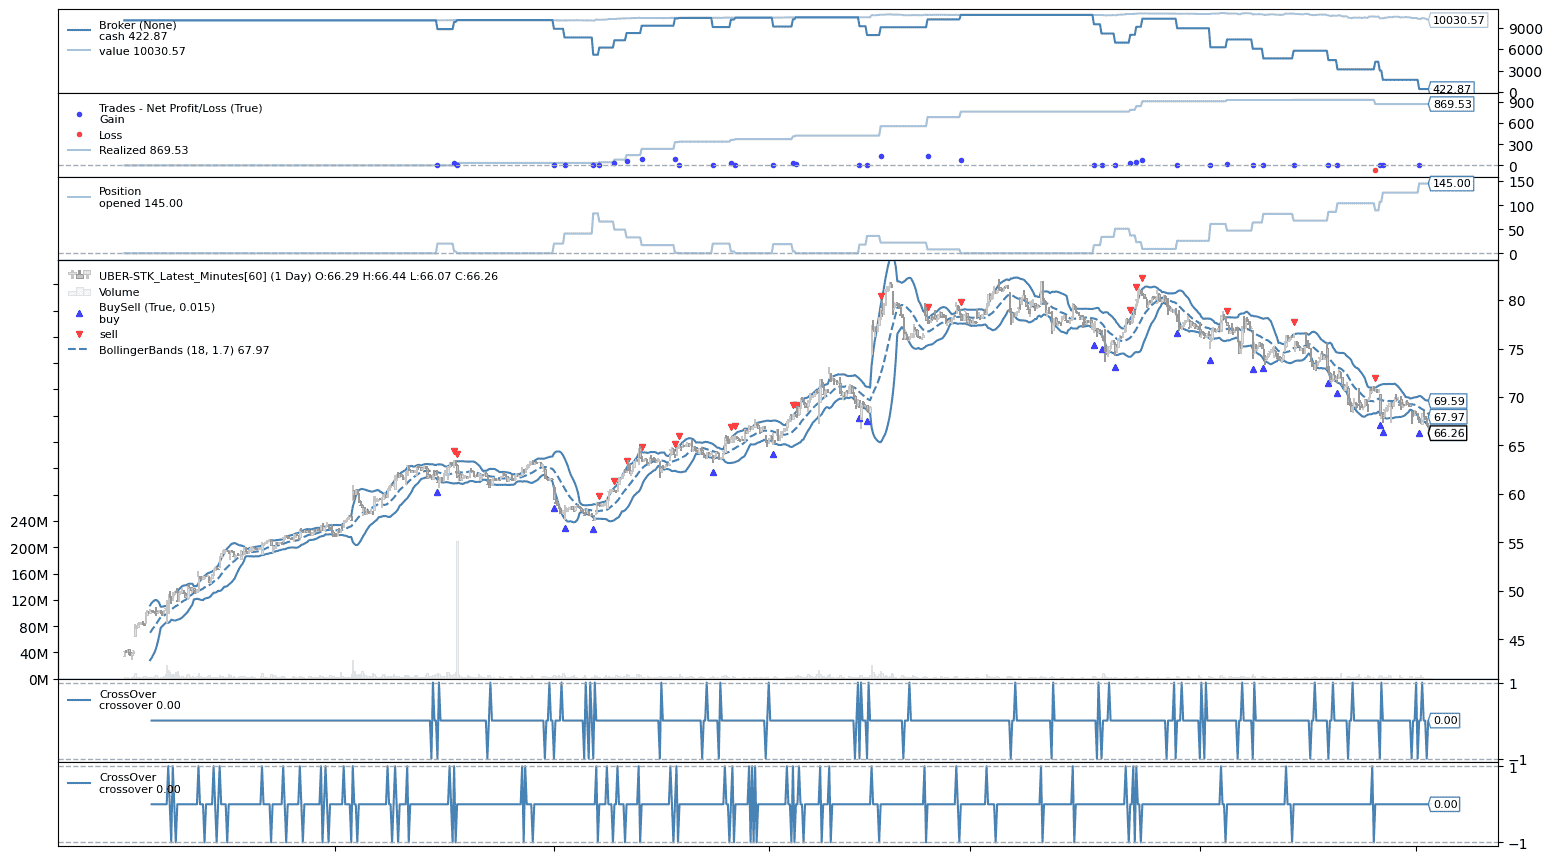 Broker (None)
cash 422.87
value 10030.57
10030.57
9000
6000
3000
422.87
0
Trades - Net Profit/Loss (True)
Gain
Loss
Realized 869.53
900
869.53
600
300
0
Position
opened 145.00
150
145.00
100
50
0
UBER-STK_Latest_Minutes[60] (1 Day) O:66.29 H:66.44 L:66.07 C:66.26
Volume
BuySell (True, 0.015)
buy
sell
BollingerBands (18, 1.7) 67.97
80
75
70
69.59
67.97
66.26
65
60
55
50
45
240M
200M
160M
120M
80M
40M
0M
CrossOver
crossover 0.00
1
0.00
−1
CrossOver
crossover 0.00
1
0.00
−1